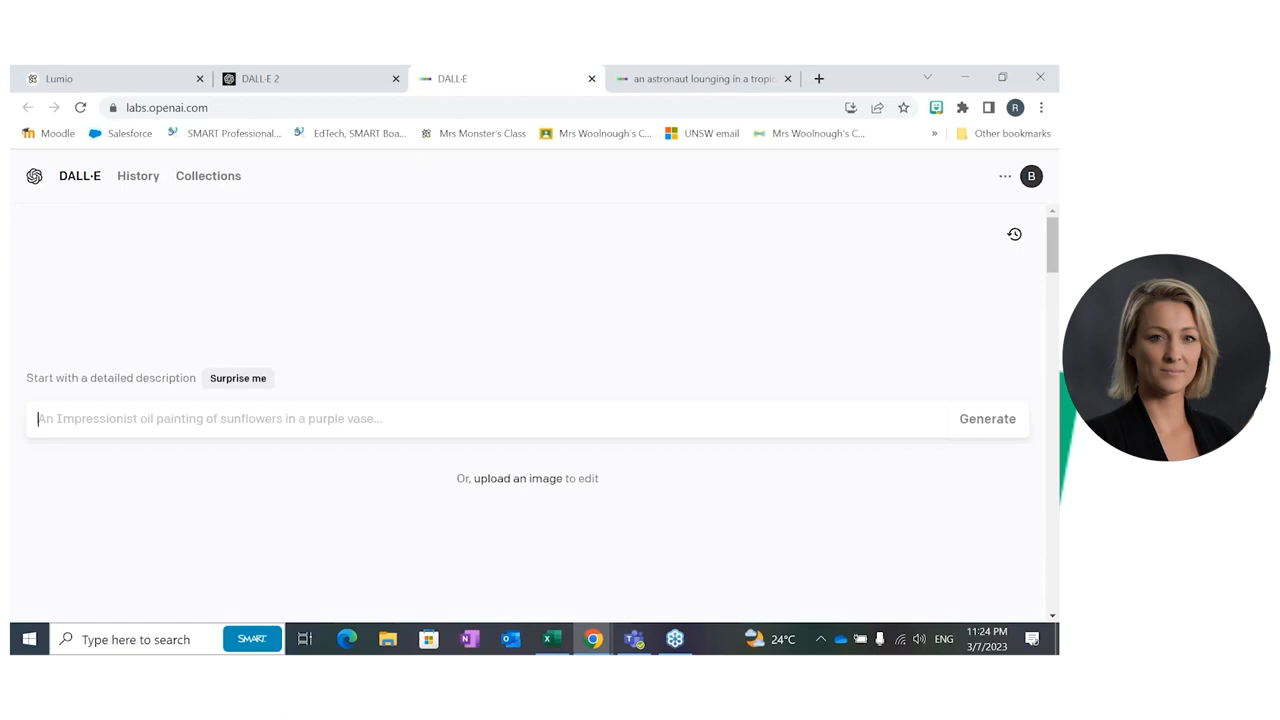 Lumio
DALL·E 2
DALL·E
an astronaut lounging in a tropic
labs.openai.com
R
Moodle
Salesforce
SMART Professional...
EdTech, SMART Boa...
Mrs Monster's Class
Mrs Woolnough's C...
UNSW email
Mrs Woolnough's C...
»
Other bookmarks
DALL·E History Collections
B
Start with a detailed description Surprise me
An Impressionist oil painting of sunflowers in a purple vase...
Generate
Or, upload an image to edit
Type here to search
SMART
24°C
ENG
11:24 PM
3/7/2023